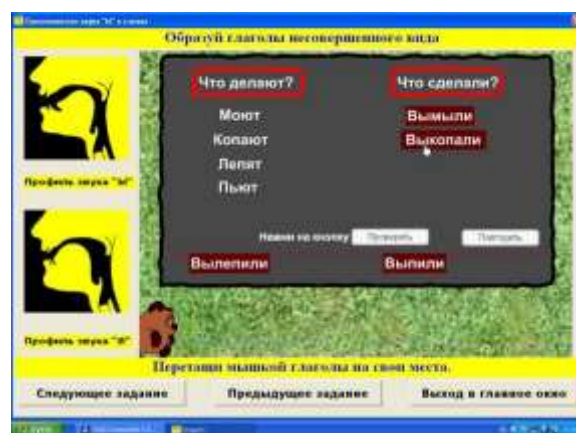 Образуй глаголы несовершенного вида
Что делают? Что сделали?
Моют Вымыли
Копают Выкопали
Лепят
Пьют
Профиль звука "Ы"
Нажми на кнопку Проверить Повторить
Вылепили Выпили
Профиль звука
Перетащи мышкой глаголы на свои места.
Следующее задание Предыдущее задание Выход в главное окно